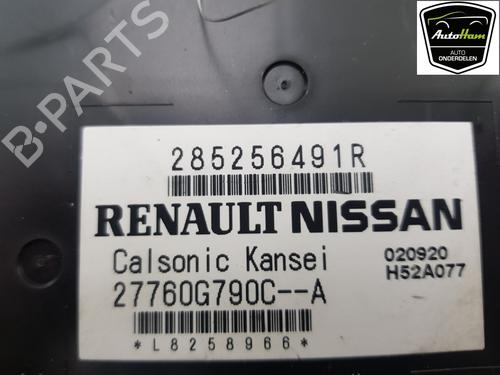 AutoHam
AUTO
ONDERDELEN
B-PARTS
285256491R
RENAULT NISSAN
Calsonic Kansei
020920
H52A077
27760G790C--A
*L8258966*